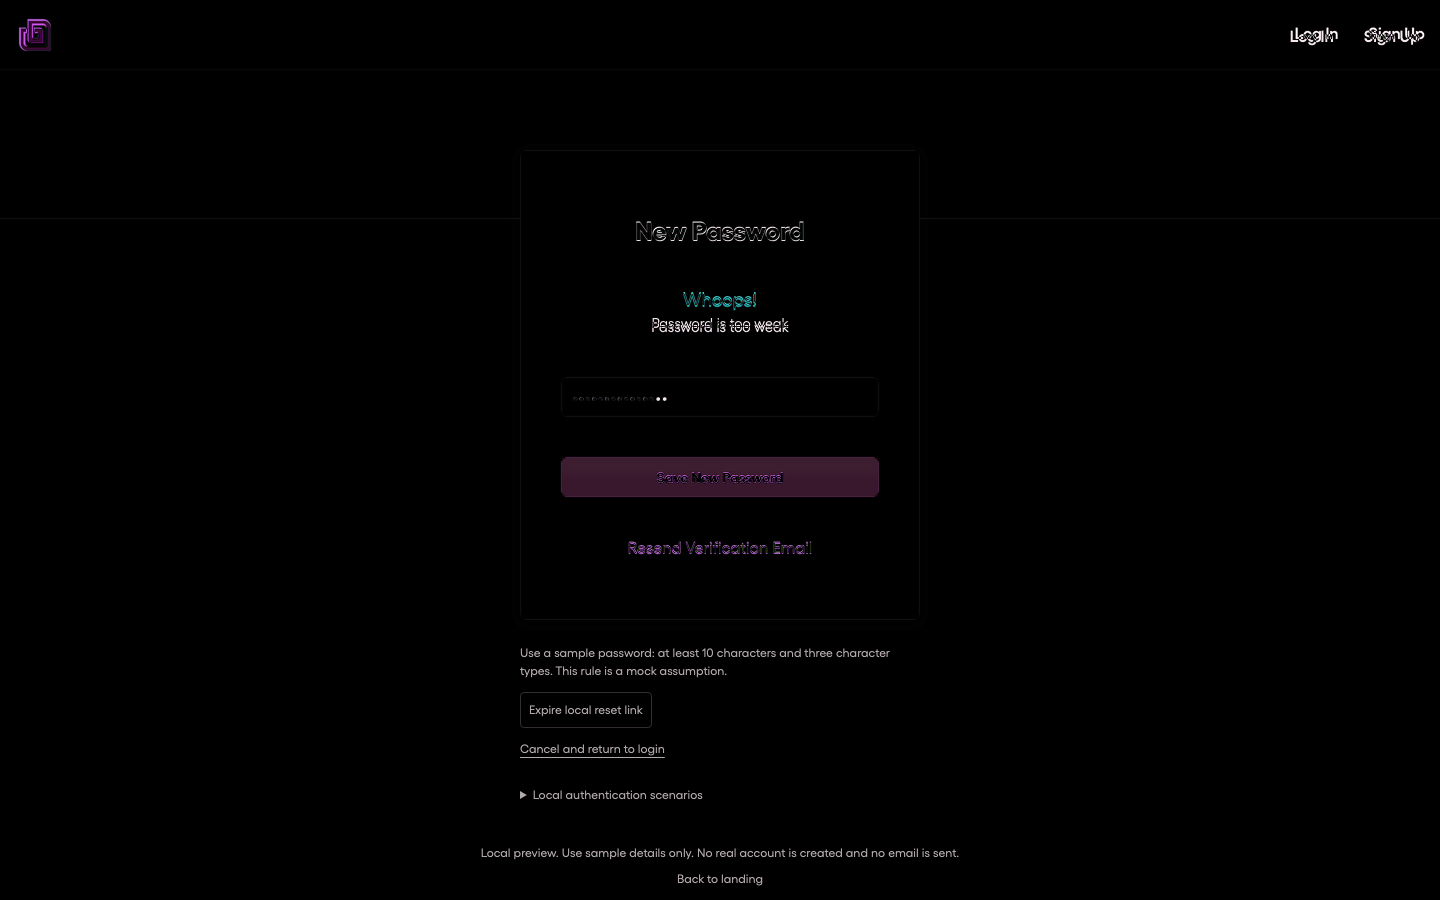 Log In
Sign Up
New Password
Whoops!
Password is too weak
Save New Password
Resend Verification Email
Use a sample password: at least 10 characters and three character
types. This rule is a mock assumption.
Expire local reset link
Cancel and return to login
Local authentication scenarios
Local preview. Use sample details only. No real account is created and no email is sent.
Back to landing